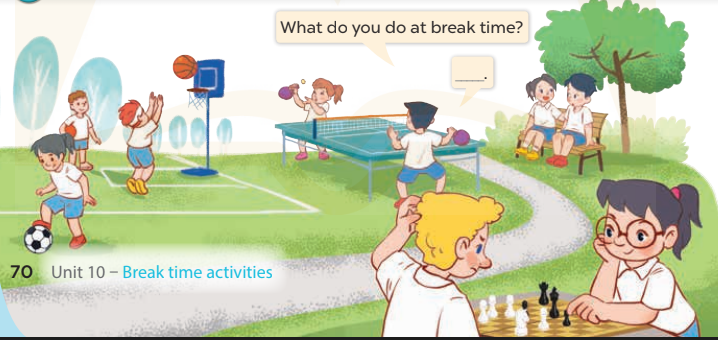 What do you do at break time?
_____.
70 Unit 10 – Break time activities